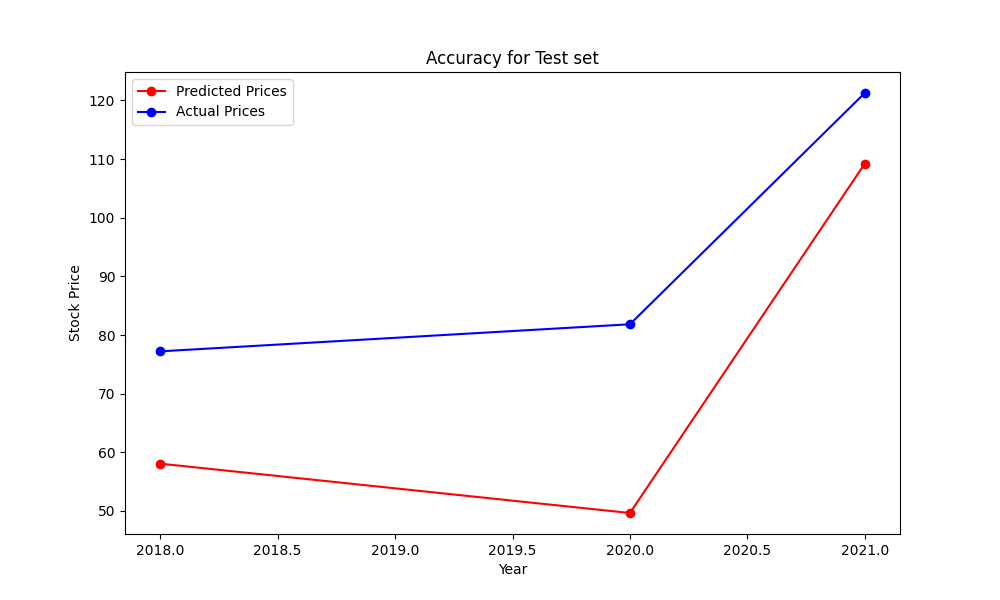 Accuracy for Test set
Predicted Prices
Actual Prices
120
110
100
90
80
70
60
50
Stock Price
2018.0 2018.5 2019.0 2019.5 2020.0 2020.5 2021.0
Year